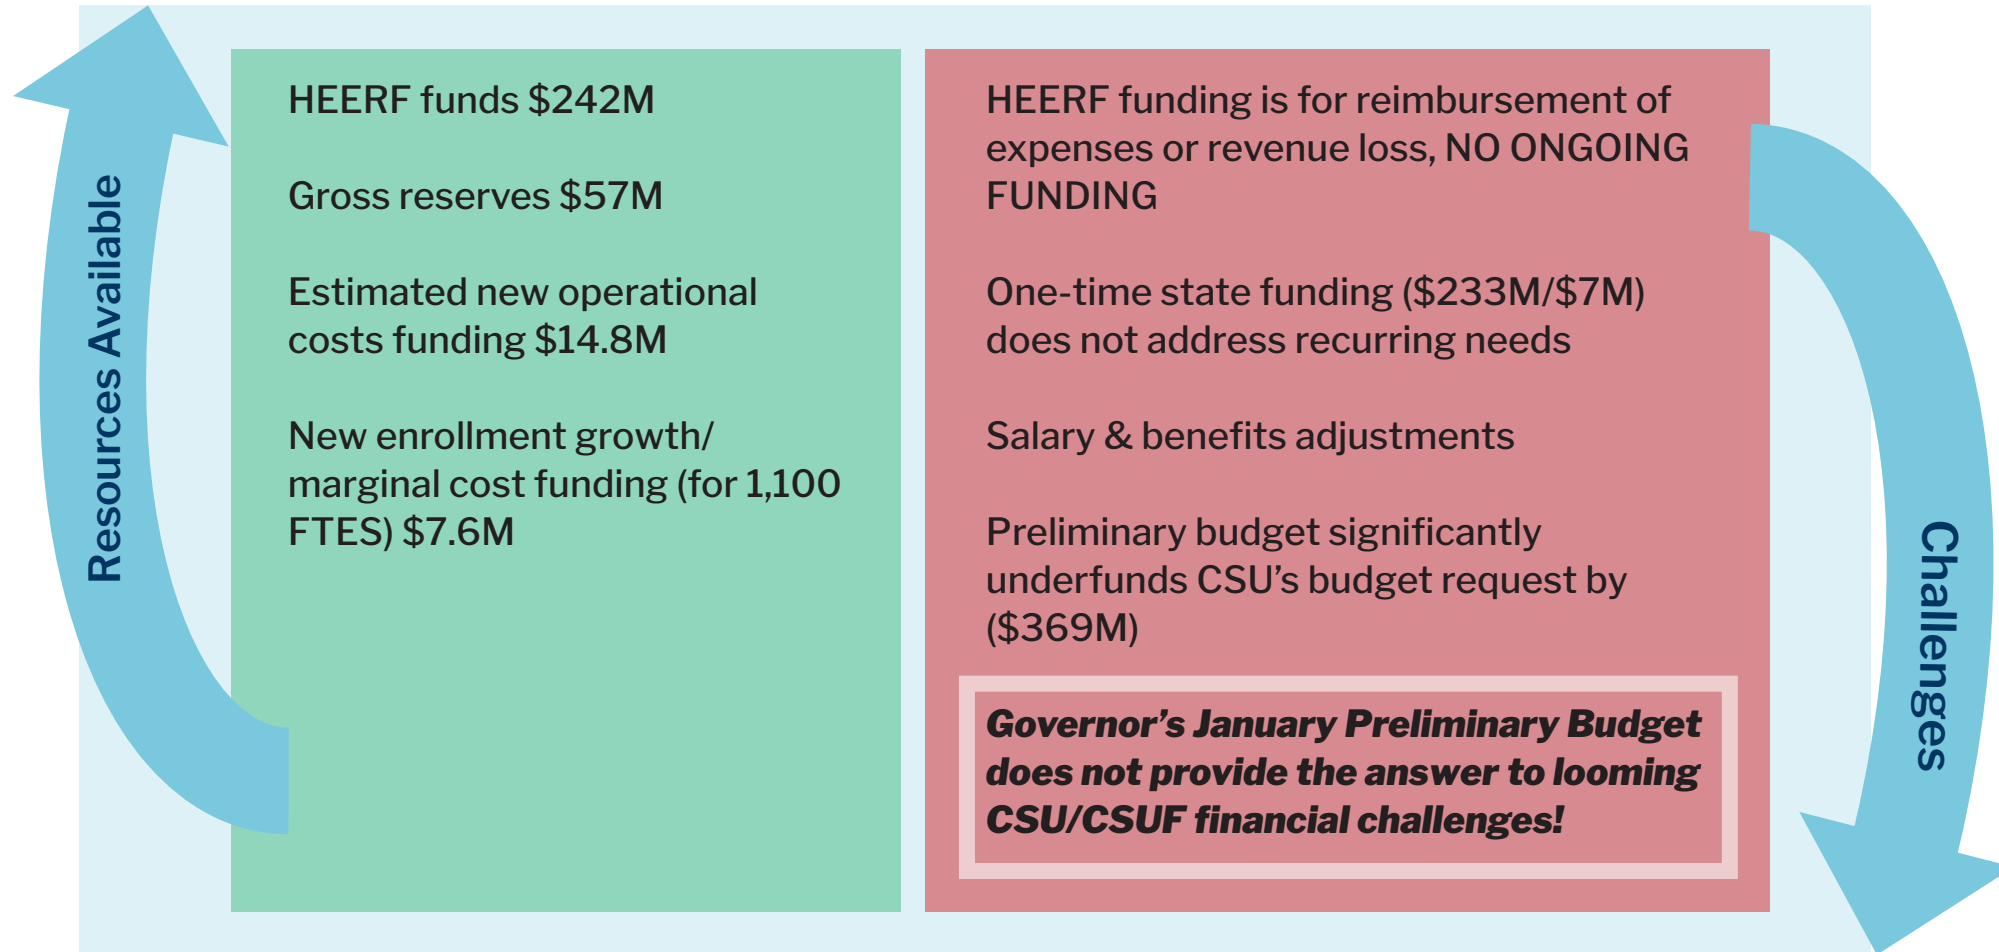 Resources Available
HEERF funds $242M
Gross reserves $57M
Estimated new operational
costs funding $14.8M
New enrollment growth/
marginal cost funding (for 1,100
FTES) $7.6M
HEERF funding is for reimbursement of
expenses or revenue loss, NO ONGOING
FUNDING
One-time state funding ($233M/$7M)
does not address recurring needs
Salary & benefits adjustments
Preliminary budget significantly
underfunds CSU’s budget request by
($369M)
Governor’s January Preliminary Budget
does not provide the answer to looming
CSU/CSUF financial challenges!
Challenges